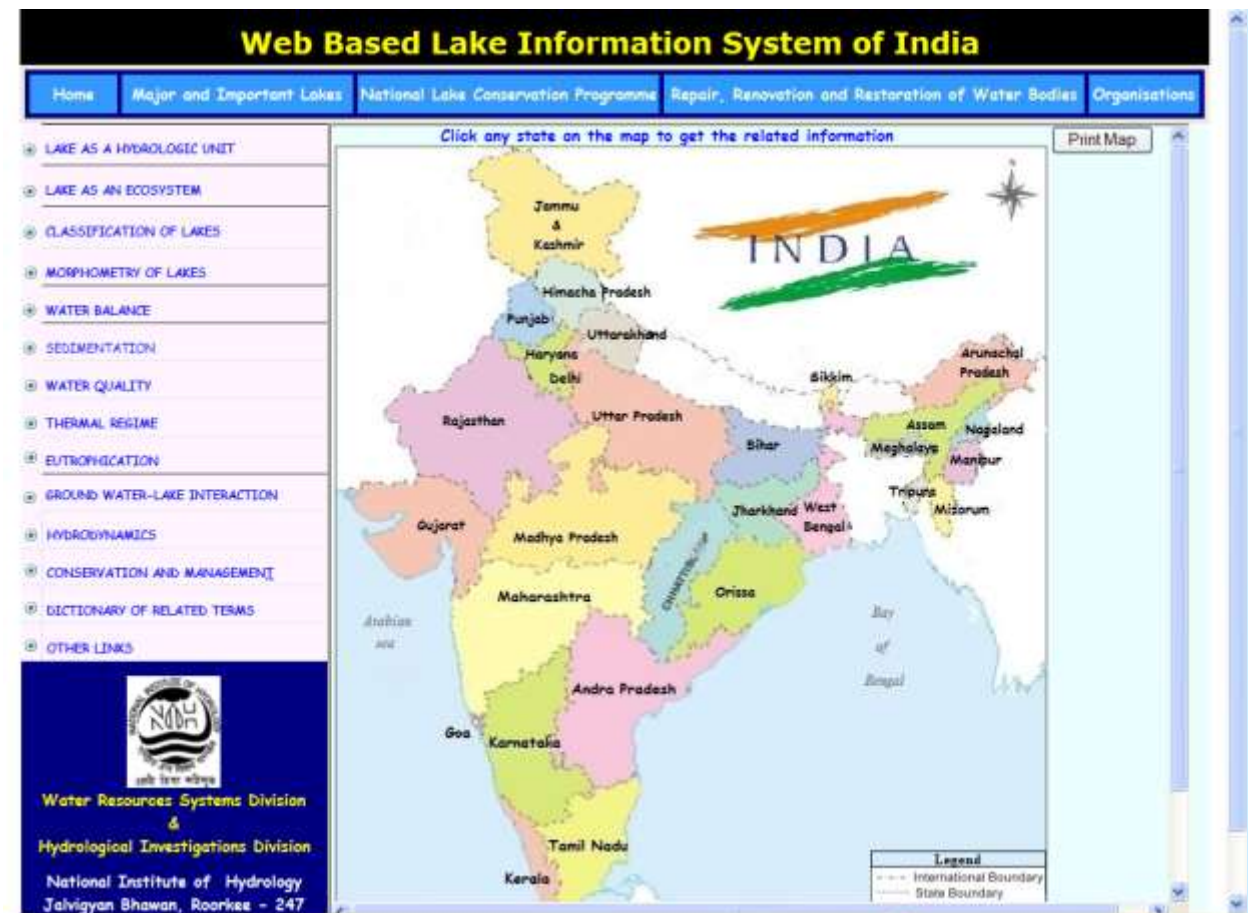 Web Based Lake Information System of India
Home Major and Important Lakes National Lake Conservation Programme Repair, Renovation and Restoration of Water Bodies Organisations
LAKE AS A HYDROLOGIC UNIT
LAKE AS AN ECOSYSTEM
CLASSIFICATION OF LAKES
MORPHOMETRY OF LAKES
WATER BALANCE
SEDIMENTATION
WATER QUALITY
THERMAL REGIME
EUTROPHICATION
GROUND WATER-LAKE INTERACTION
HYDRODYNAMICS
CONSERVATION AND MANAGEMENT
DICTIONARY OF RELATED TERMS
OTHER LINKS
NATIONAL INSTITUTE OF HYDROLOGY
Water Resources Systems Division
&
Hydrological Investigations Division
National Institute of Hydrology
Jalvigyan Bhawan, Roorkee - 247
Click any state on the map to get the related information
Print Map
INDIA
Jammu
&
Kashmir
Himacha Pradesh
Punjab
Uttarakhand
Haryana
Delhi
Rajasthan
Uttar Pradesh
Bihar
Sikkim
Arunachal
Pradesh
Assam
Nagaland
Meghalaya
Manipur
Tripura
Mizorum
Gujarat
Madhya Pradesh
Jharkhand
West
Bengal
Orissa
Maharashtra
Arabian
sea
Bay
of
Bengal
Andra Pradesh
Goa
Karnataka
Tamil Nadu
Kerala
Legend
International Boundary
State Boundary